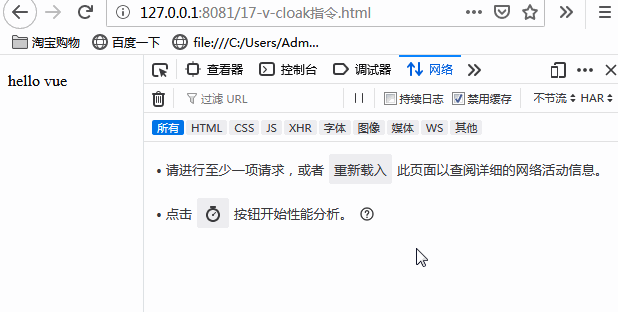 127.0.0.1:8081/17-v-cloak指令.html
淘宝购物 百度一下 file:///C:/Users/Adm...
hello vue
查看器 控制台 调试器 网络
过滤 URL 持续日志 禁用缓存 不节流 HAR
所有 HTML CSS JS XHR 字体 图像 媒体 WS 其他
• 请进行至少一项请求，或者 重新载入 此页面以查阅详细的网络活动信息。
• 点击 按钮开始性能分析。